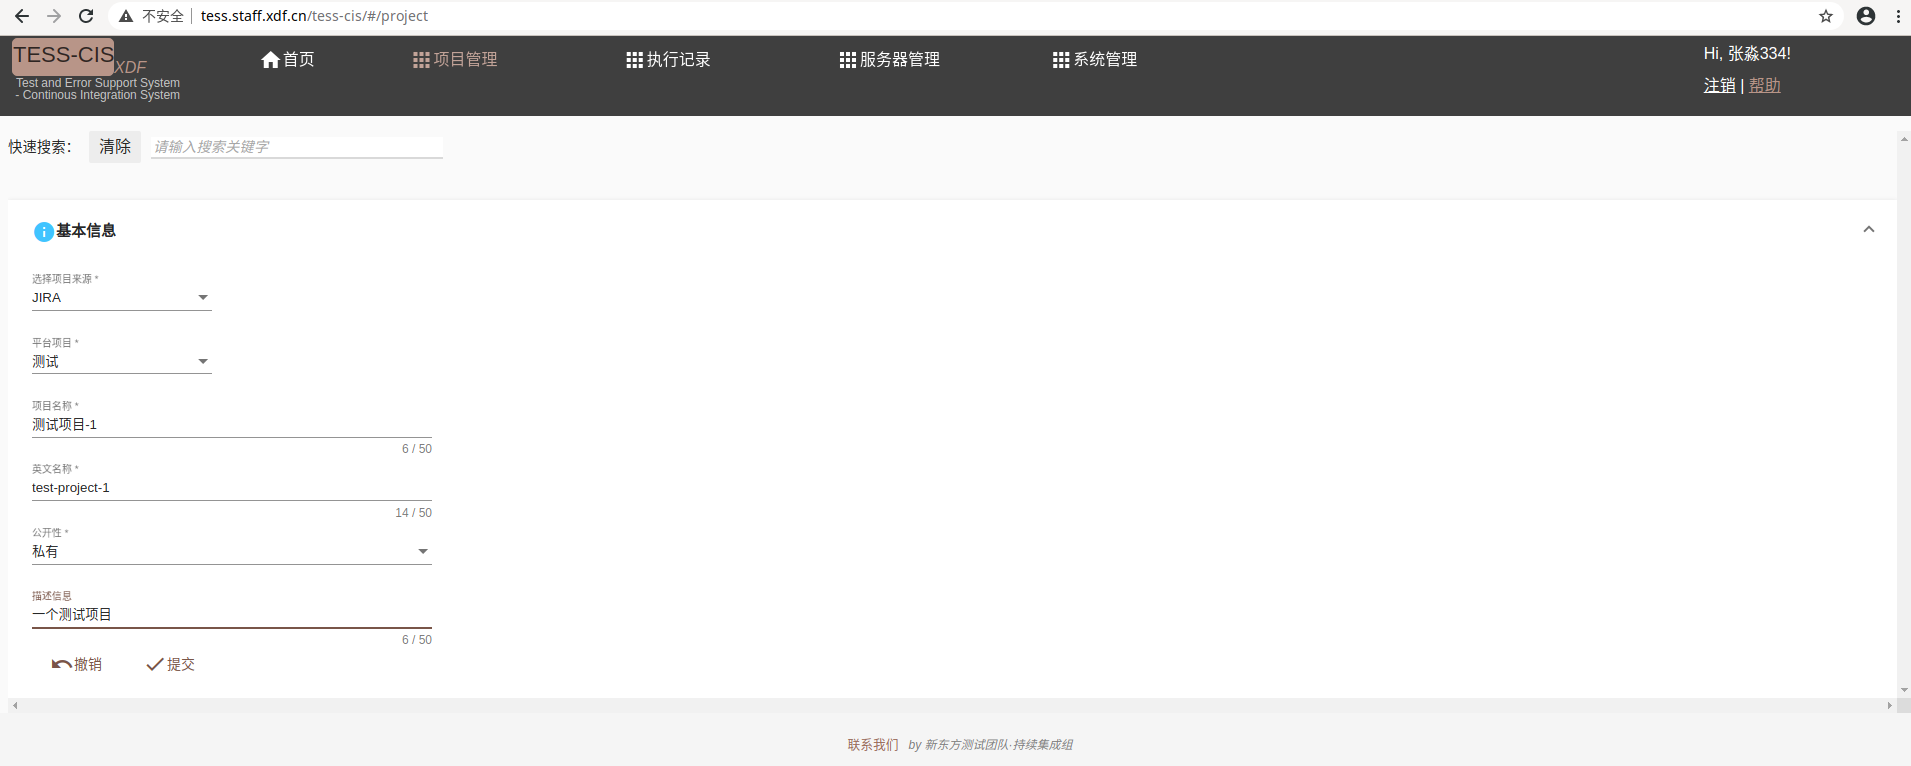 不安全 tess.staff.xdf.cn/tess-cis/#/project
TESS-CIS XDF
Test and Error Support System
- Continous Integration System
首页 项目管理 执行记录 服务器管理 系统管理
Hi, 张淼334!
注销 | 帮助
快速搜索： 清除 请输入搜索关键字
基本信息
选择项目来源 *
JIRA
平台项目 *
测试
项目名称 *
测试项目-1
6 / 50
英文名称 *
test-project-1
14 / 50
公开性 *
私有
描述信息
一个测试项目
6 / 50
撤销 提交
联系我们 by 新东方测试团队·持续集成组